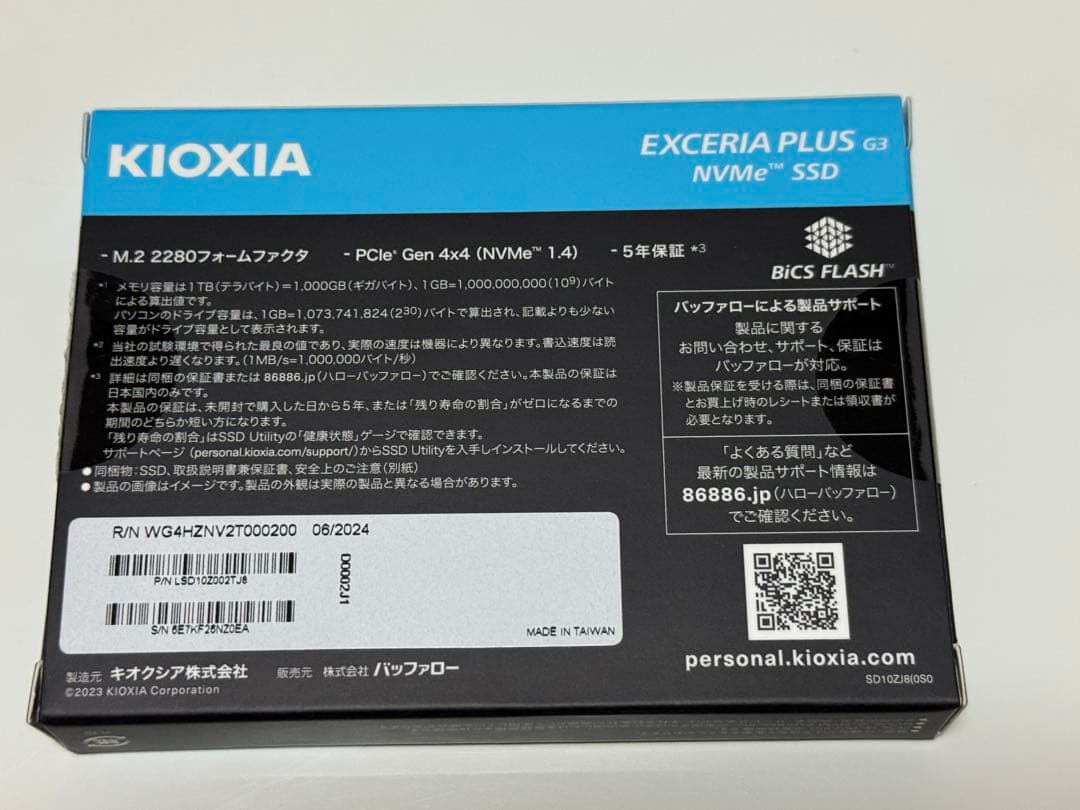 KIOXIA
EXCERIA PLUS G3
NVMe™ SSD
- M.2 2280フォームファクタ - PCIe® Gen 4x4 (NVMe™ 1.4) - 5年保証 *3
BiCS FLASH™
*1 メモリ容量は1TB(テラバイト)=1,000GB(ギガバイト)、1GB=1,000,000,000(10⁹)バイト
による算出値です。
パソコンのドライブ容量は、1GB=1,073,741,824(2³⁰)バイトで算出され、記載よりも少ない
容量がドライブ容量として表示されます。
*2 当社の試験環境で得られた最良の値であり、実際の速度は機器により異なります。書込速度は読
出速度より遅くなります。(1MB/s=1,000,000バイト/秒)
*3 詳細は同梱の保証書または86886.jp(ハローバッファロー)でご確認ください。本製品の保証は
日本国内のみです。
本製品の保証は、未開封で購入した日から5年、または「残り寿命の割合」がゼロになるまでの
期間のどちらか短い方になります。
「残り寿命の割合」はSSD Utilityの「健康状態」ゲージで確認できます。
サポートページ (personal.kioxia.com/support/)からSSD Utilityを入手しインストールしてください。
●同梱物:SSD、取扱説明書兼保証書、安全上のご注意(別紙)
●製品の画像はイメージです。製品の外観は実際の製品と異なる場合があります。
バッファローによる製品サポート
製品に関する
お問い合わせ、サポート、保証は
バッファローが対応。
※製品保証を受ける際は、同梱の保証書
とお買上げ時のレシートまたは領収書が
必要となります。
「よくある質問」など
最新の製品サポート情報は
86886.jp(ハローバッファロー)
でご確認ください。
R/N WG4HZNV2T000200 06/2024
P/N LSD10Z002TJ8
D0002J1
S/N 6E7KF26NZ0EA
MADE IN TAIWAN
製造元 キオクシア株式会社 販売元 株式会社 バッファロー
©2023 KIOXIA Corporation
personal.kioxia.com
SD10ZJ8(0S0